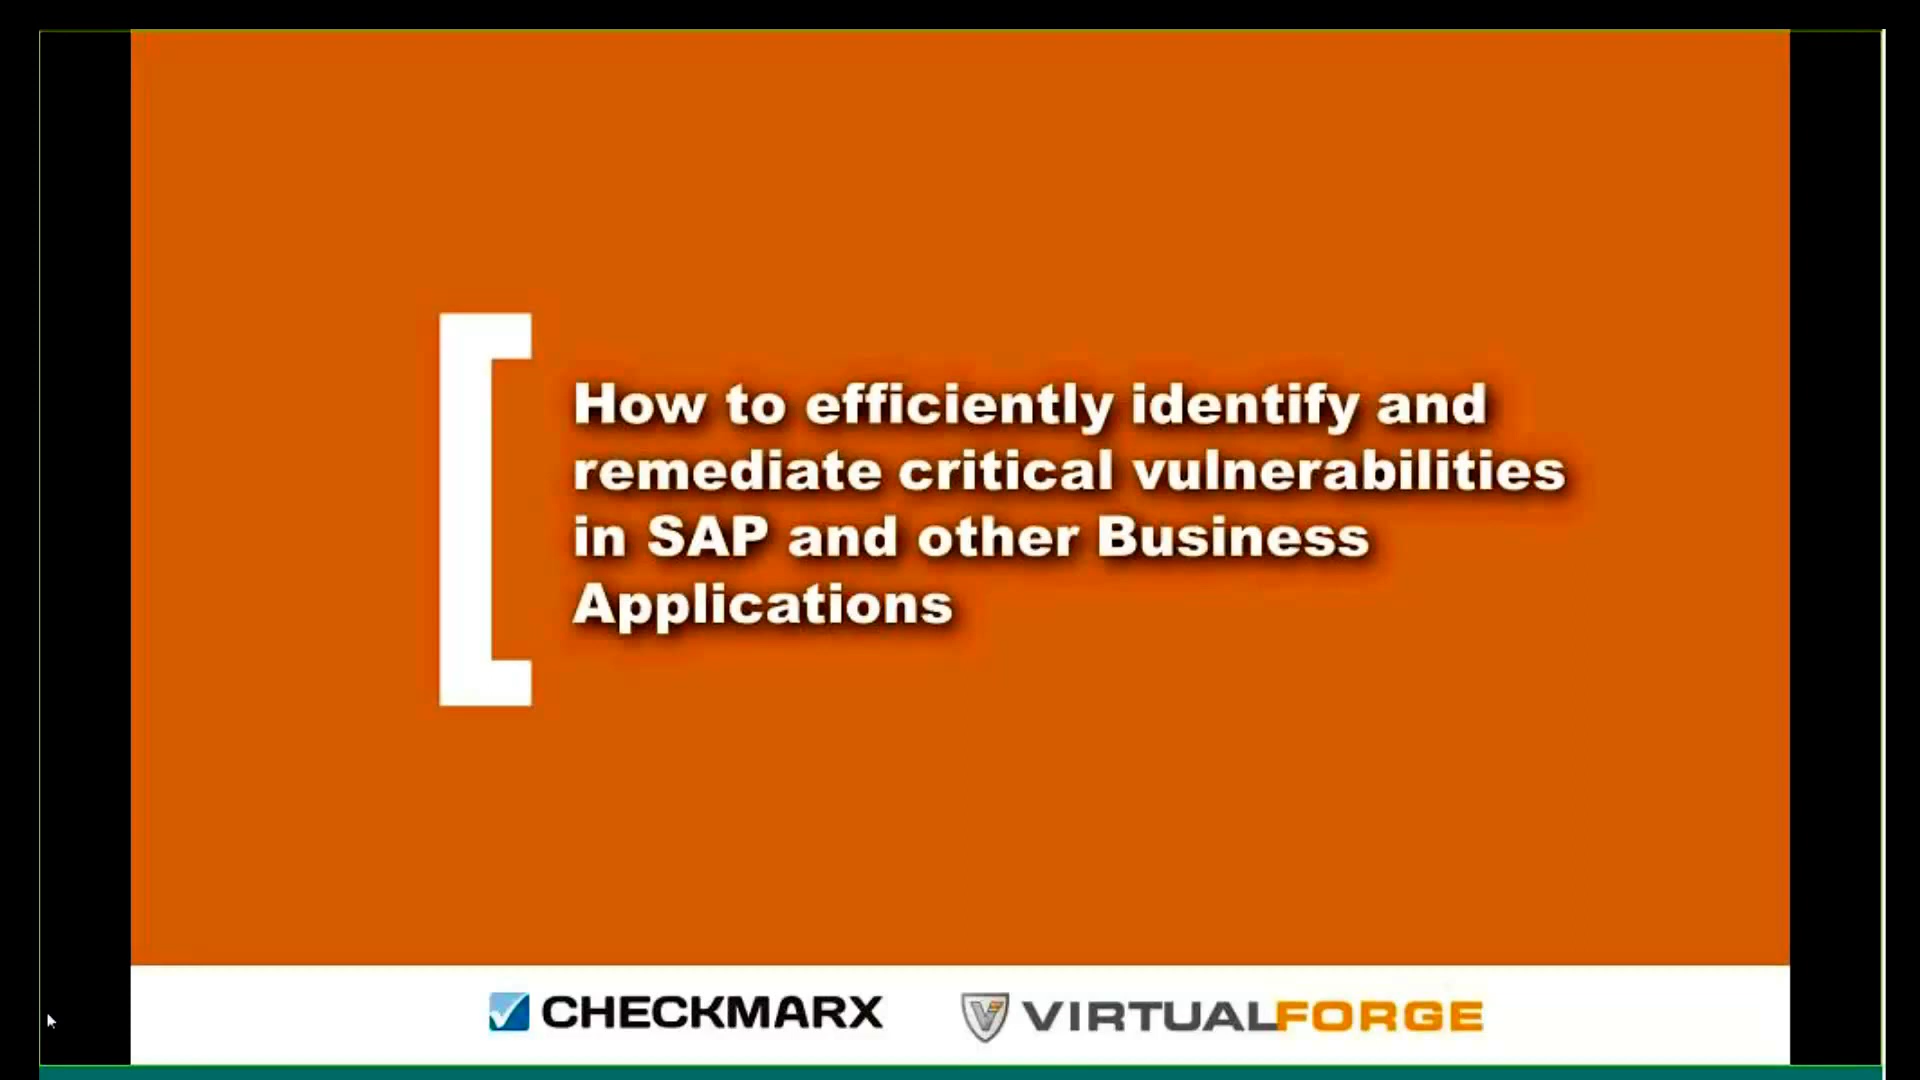 How to efficiently identify and
remediate critical vulnerabilities
in SAP and other Business
Applications
CHECKMARX
VIRTUALFORGE